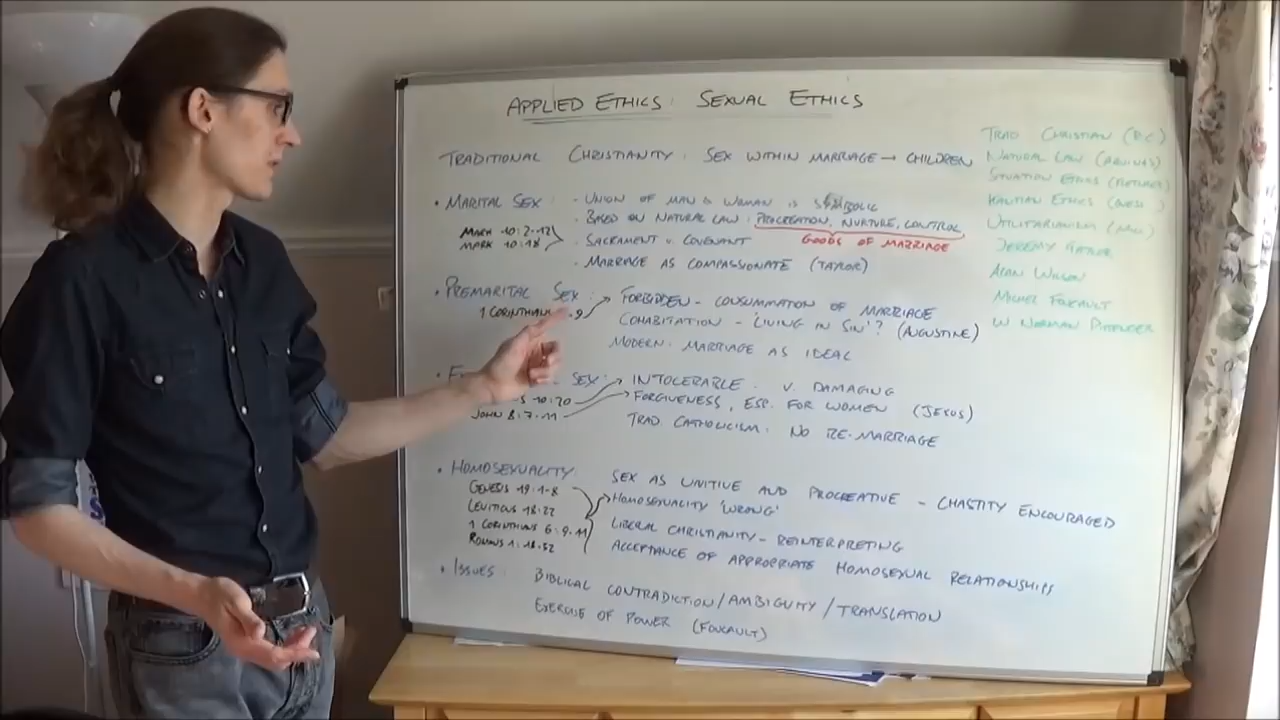 APPLIED ETHICS: SEXUAL ETHICS
TRADITIONAL CHRISTIANITY: SEX WITHIN MARRIAGE → CHILDREN
• MARITAL SEX: - UNION OF MAN & WOMAN IS SYMBOLIC
- BASED ON NATURAL LAW: PROCREATION, NURTURE, CONTROL
GOODS OF MARRIAGE
MARK 10:2-12
MARK 10:18
- SACRAMENT V. COVENANT
- MARRIAGE AS COMPASSIONATE (TAYLOR)
• PREMARITAL SEX:
1 CORINTHIANS 9
FORBIDDEN - CONSUMMATION OF MARRIAGE
COHABITATION - 'LIVING IN SIN'? (AUGUSTINE)
MODERN: MARRIAGE AS IDEAL
• SEX:
10:20
JOHN 8:7-11
INTOLERABLE: V. DAMAGING
FORGIVENESS, ESP. FOR WOMEN (JESUS)
TRAD CATHOLICISM: NO RE-MARRIAGE
• HOMOSEXUALITY:
GENESIS 19:1-8
LEVITICUS 18:22
1 CORINTHIANS 6:9-11
ROMANS 1:18-32
SEX AS UNITIVE AND PROCREATIVE - CHASTITY ENCOURAGED
HOMOSEXUALITY 'WRONG'
LIBERAL CHRISTIANITY - REINTERPRETING
ACCEPTANCE OF APPROPRIATE HOMOSEXUAL RELATIONSHIPS
• ISSUES: BIBLICAL CONTRADICTION/AMBIGUITY/TRANSLATION
EXERCISE OF POWER (FOUCAULT)
TRAD CHRISTIAN (R.C)
NATURAL LAW (AQUINAS)
SITUATION ETHICS (FLETCHER)
KANTIAN ETHICS
UTILITARIANISM (MILL)
JEREMY
ALAN WILSON
MICHEL FOUCAULT
W NORMAN PITTENGER